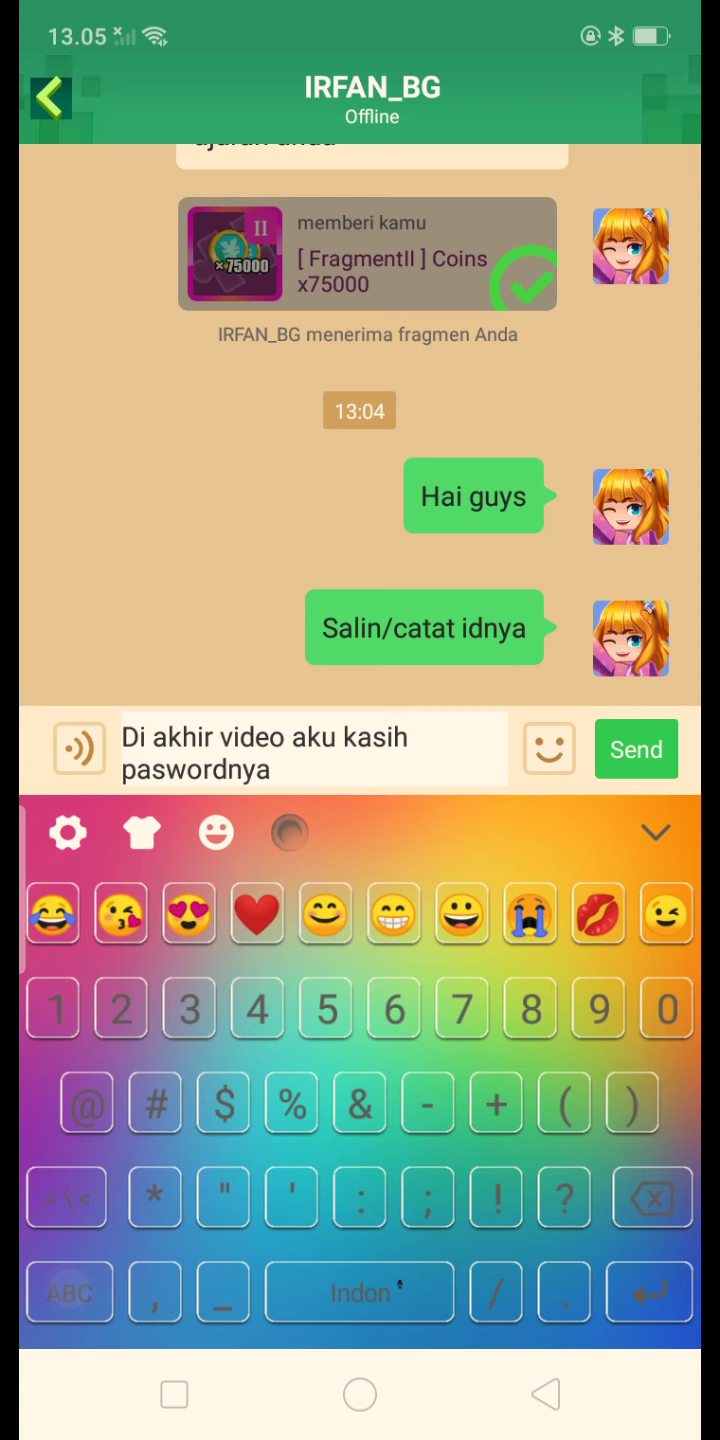 13.05
IRFAN_BG
Offline
II
×75000
memberi kamu
[ FragmentII ] Coins
x75000
IRFAN_BG menerima fragmen Anda
13:04
Hai guys
Salin/catat idnya
Di akhir video aku kasih
paswordnya
Send
1 2 3 4 5 6 7 8 9 0
@ # $ % & - + ( )
= \ < * " ' : ; ! ?
ABC , _ Indon / .